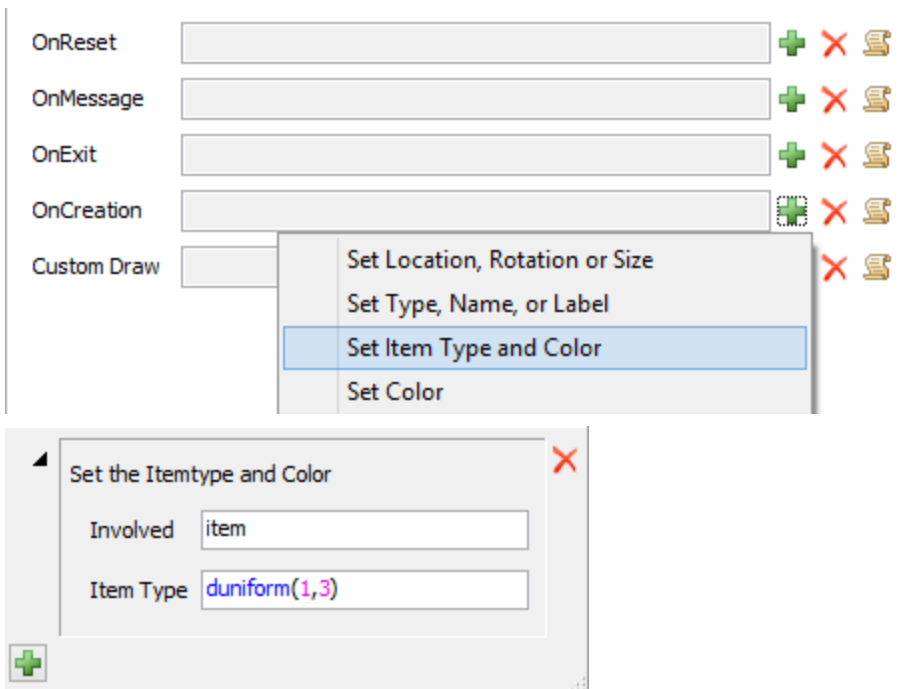 OnReset
OnMessage
OnExit
OnCreation
Custom Draw
Set Location, Rotation or Size
Set Type, Name, or Label
Set Item Type and Color
Set Color
Set the Itemtype and Color
Involved item
Item Type duniform(1,3)